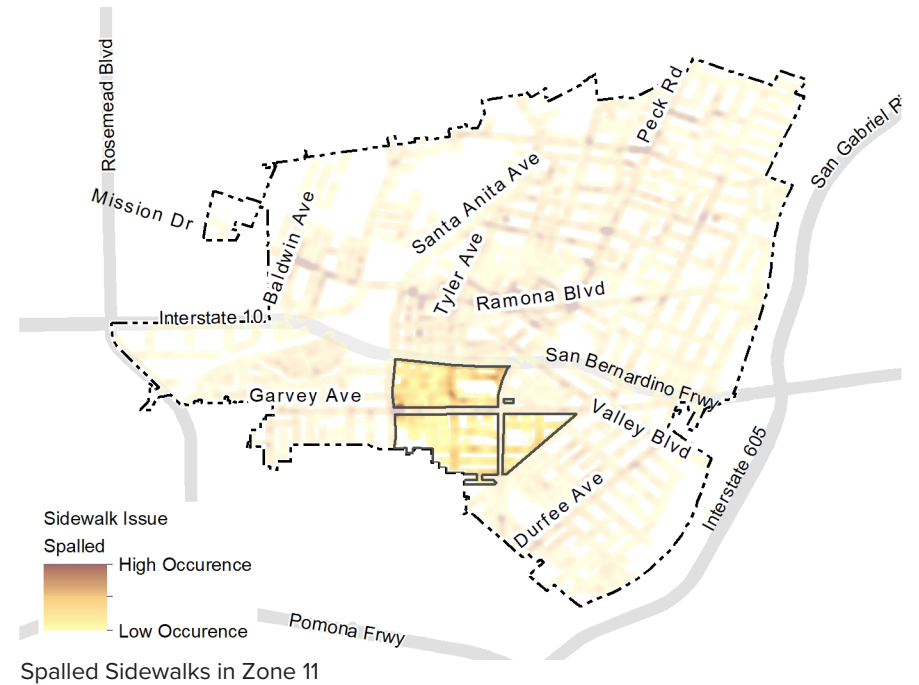 Rosemead Blvd
Peck Rd
San Gabriel Ri
Mission Dr
Santa Anita Ave
Baldwin Ave
Tyler Ave
Ramona Blvd
Interstate 10
San Bernardino Frwy
Garvey Ave
Valley Blvd
Interstate 605
Durfee Ave
Sidewalk Issue
Spalled
High Occurence
Low Occurence
Pomona Frwy
Spalled Sidewalks in Zone 11